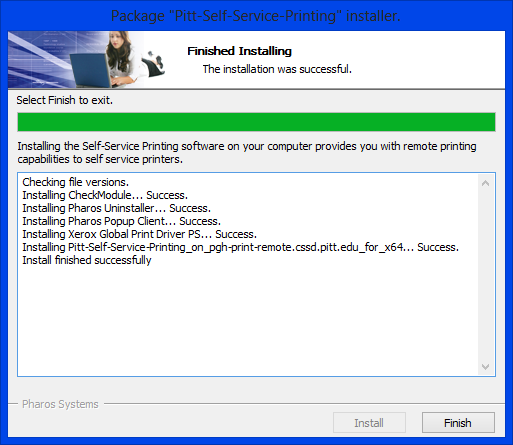 Package "Pitt-Self-Service-Printing" installer.
Finished Installing
The installation was successful.
Select Finish to exit.
Installing the Self-Service Printing software on your computer provides you with remote printing
capabilities to self service printers.
Checking file versions.
Installing CheckModule... Success.
Installing Pharos Uninstaller... Success.
Installing Pharos Popup Client... Success.
Installing Xerox Global Print Driver PS... Success.
Installing Pitt-Self-Service-Printing_on_pgh-print-remote.cssd.pitt.edu_for_x64... Success.
Install finished successfully
Pharos Systems
Install
Finish